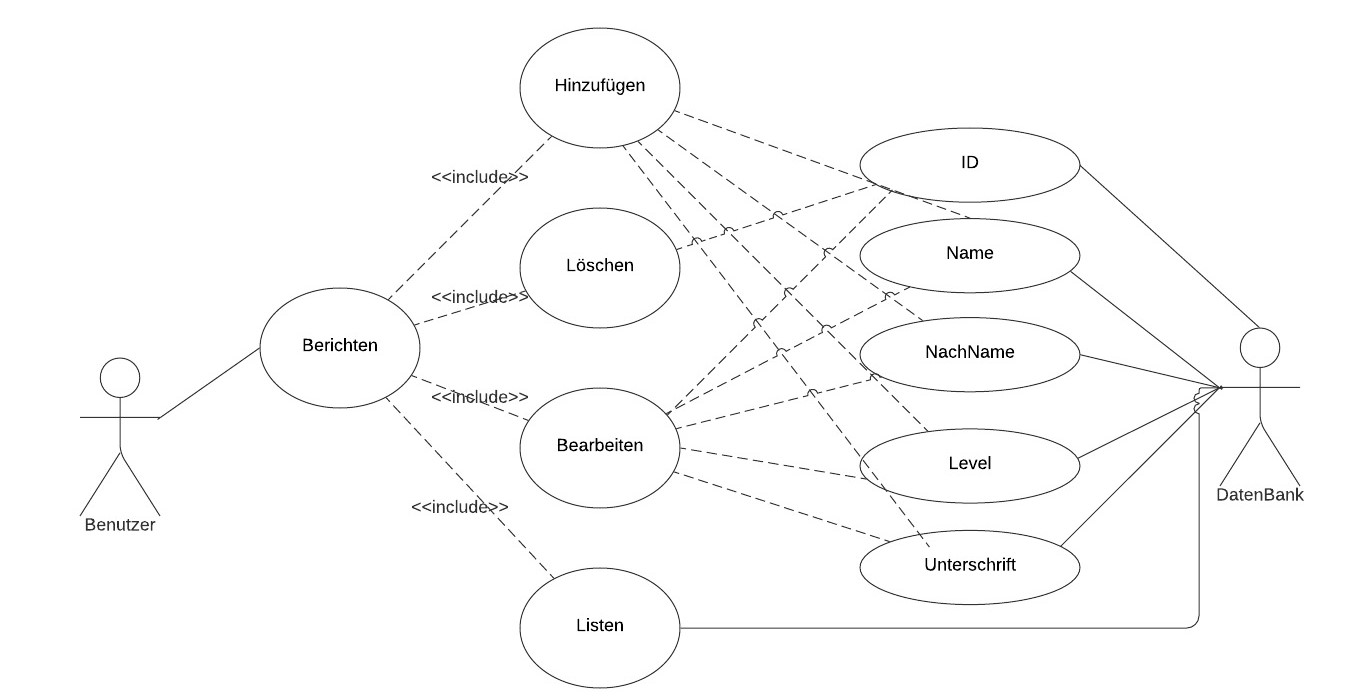 Hinzufügen
ID
<<include>>
Name
Löschen
<<include>>
Berichten
NachName
<<include>>
Bearbeiten
Level
DatenBank
<<include>>
Benutzer
Unterschrift
Listen